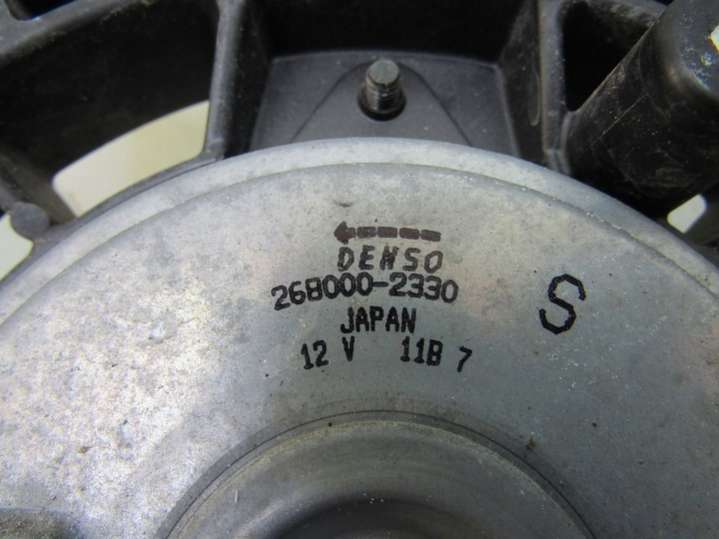 DENSO
268000-2330
S
JAPAN
12 V 11B 7